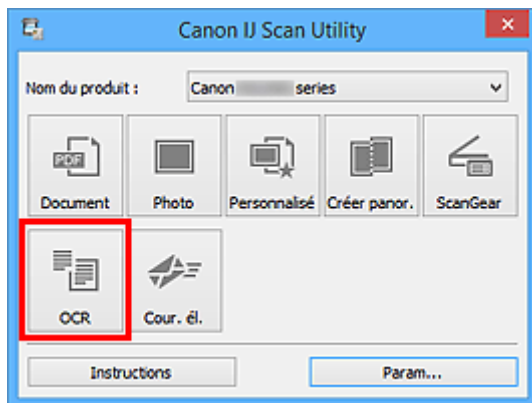 Canon IJ Scan Utility
Nom du produit : Canon series
PDF
Document Photo Personnalisé Créer panor. ScanGear
OCR Cour. él.
Instructions Param...